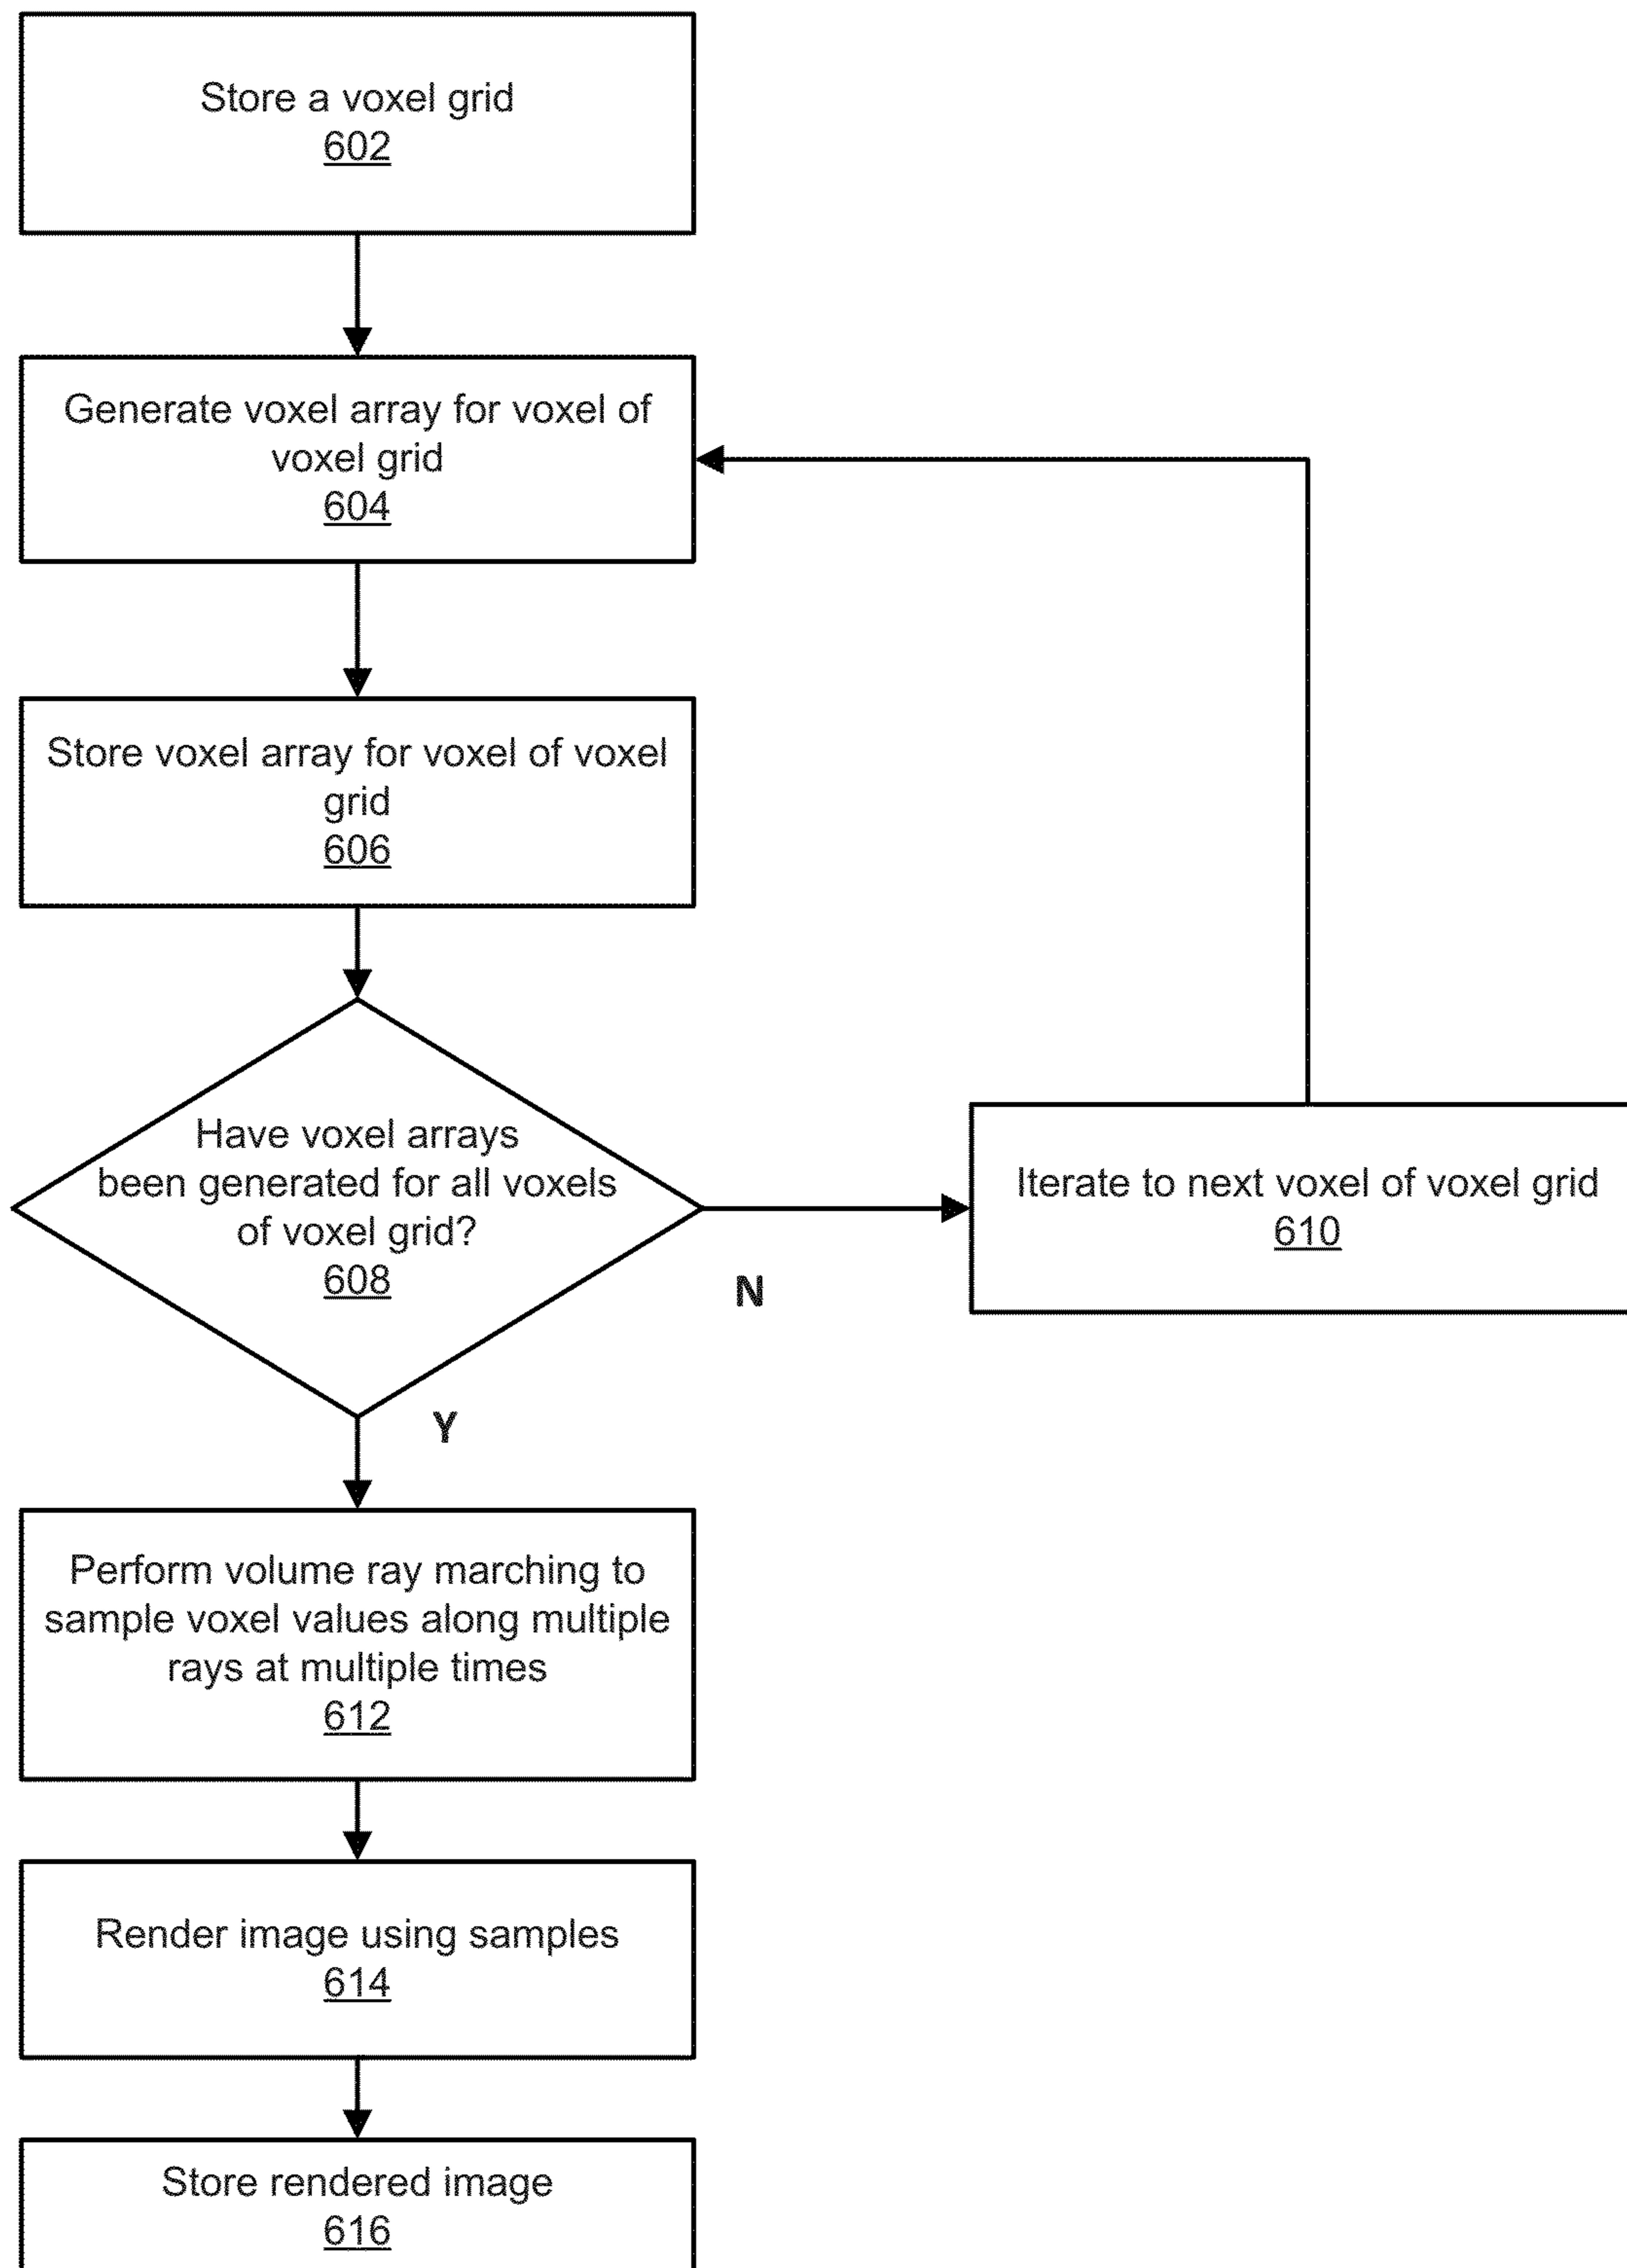 Store a voxel grid
602
Generate voxel array for voxel of
voxel grid
604
Store voxel array for voxel of voxel
grid
606
Have voxel arrays
been generated for all voxels
of voxel grid?
608
N
Iterate to next voxel of voxel grid
610
Y
Perform volume ray marching to
sample voxel values along multiple
rays at multiple times
612
Render image using samples
614
Store rendered image
616